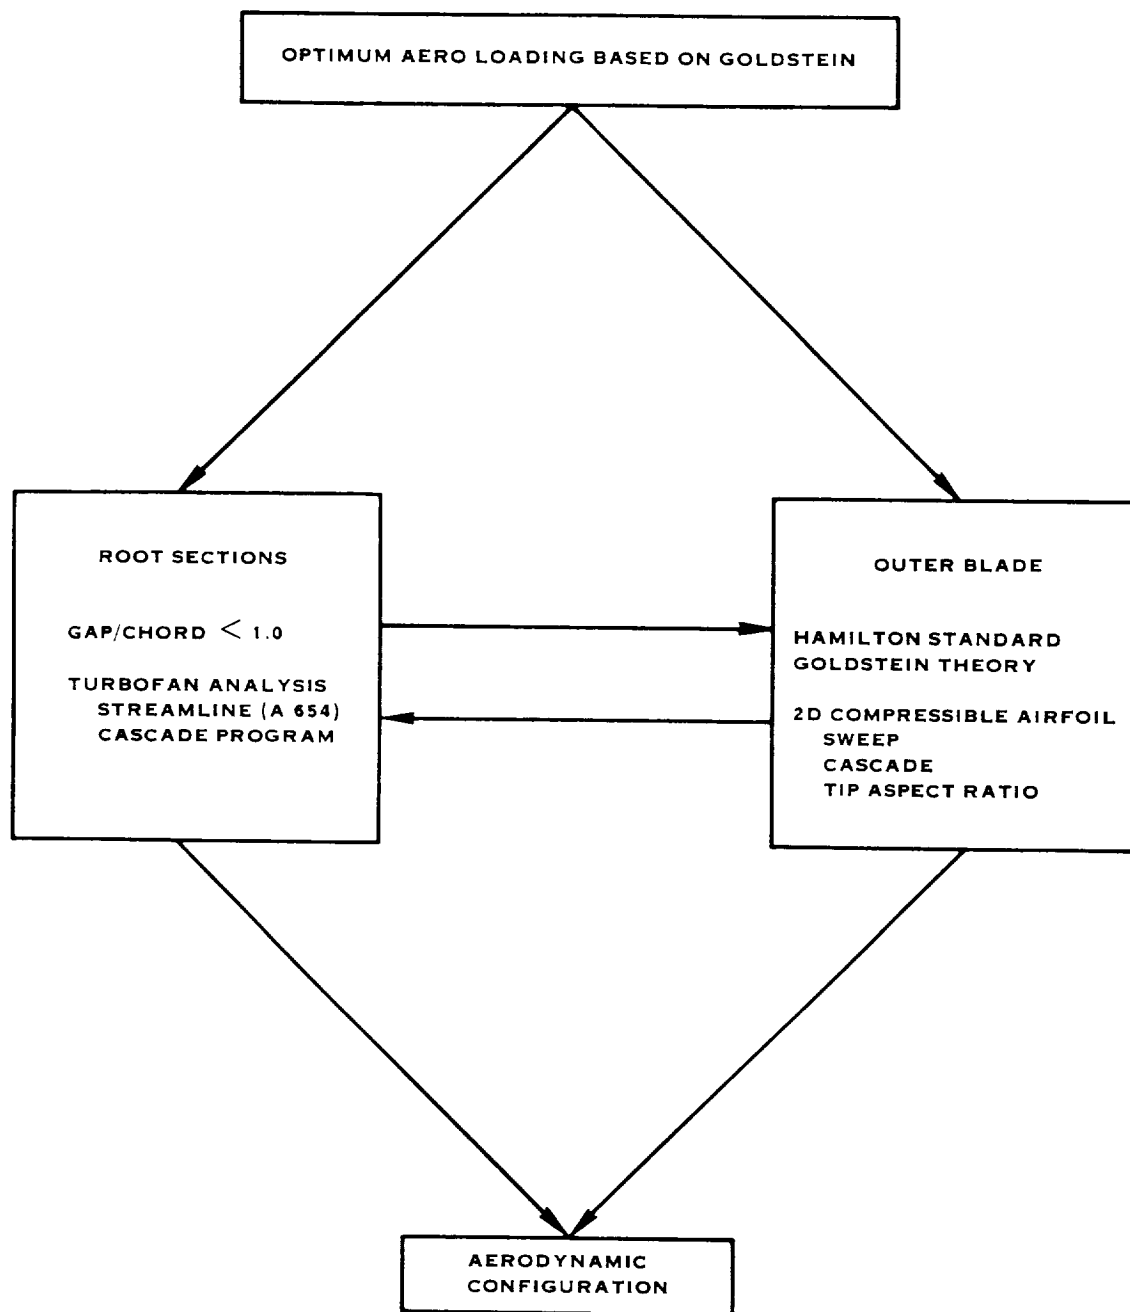 OPTIMUM AERO LOADING BASED ON GOLDSTEIN
ROOT SECTIONS
GAP/CHORD < 1.0
TURBOFAN ANALYSIS
STREAMLINE (A 654)
CASCADE PROGRAM
OUTER BLADE
HAMILTON STANDARD
GOLDSTEIN THEORY
2D COMPRESSIBLE AIRFOIL
SWEEP
CASCADE
TIP ASPECT RATIO
AERODYNAMIC
CONFIGURATION